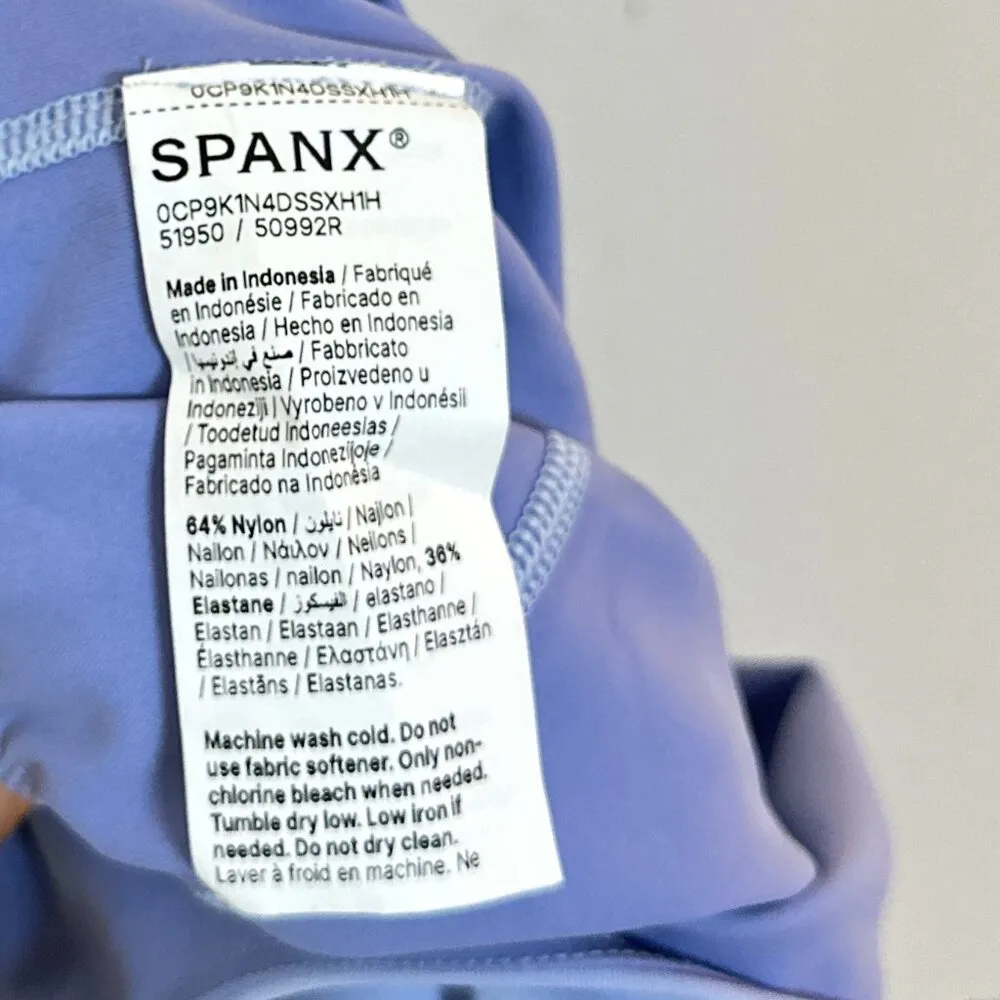 0CP9K1N4DSSXH1H
SPANX®
0CP9K1N4DSSXH1H
51950 / 50992R
Made in Indonesia / Fabriqué
en Indonésie / Fabricado en
Indonesia / Hecho en Indonesia
/ صنع في إندونيسيا / Fabbricato
in Indonesia / Proizvedeno u
Indoneziji / Vyrobeno v Indonésii
/ Toodetud Indoneesias /
Pagaminta Indonezijoje /
Fabricado na Indonésia
64% Nylon / نايلون / Najlon /
Nailon / Νάιλον / Neilons /
Nailonas / nailon / Naylon, 36%
Elastane / الفيسكوز / elastano /
Elastan / Elastaan / Elasthanne /
Élasthanne / Ελαστάνη / Elasztán
/ Elastāns / Elastanas.
Machine wash cold. Do not
use fabric softener. Only non-
chlorine bleach when needed.
Tumble dry low. Low iron if
needed. Do not dry clean.
Laver à froid en machine. Ne